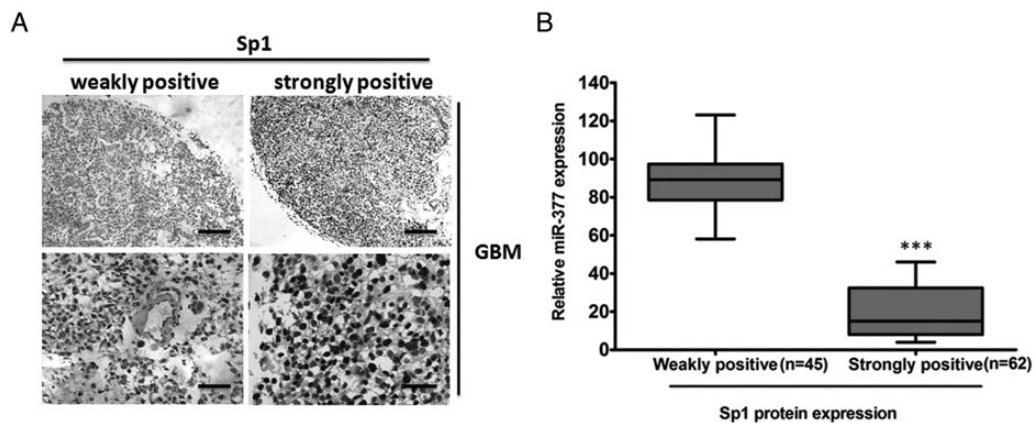 A
Sp1
weakly positive
strongly positive
GBM
B
Relative miR-377 expression
140
120
100
80
60
40
20
0
***
Weakly positive (n=45)
Strongly positive (n=62)
Sp1 protein expression